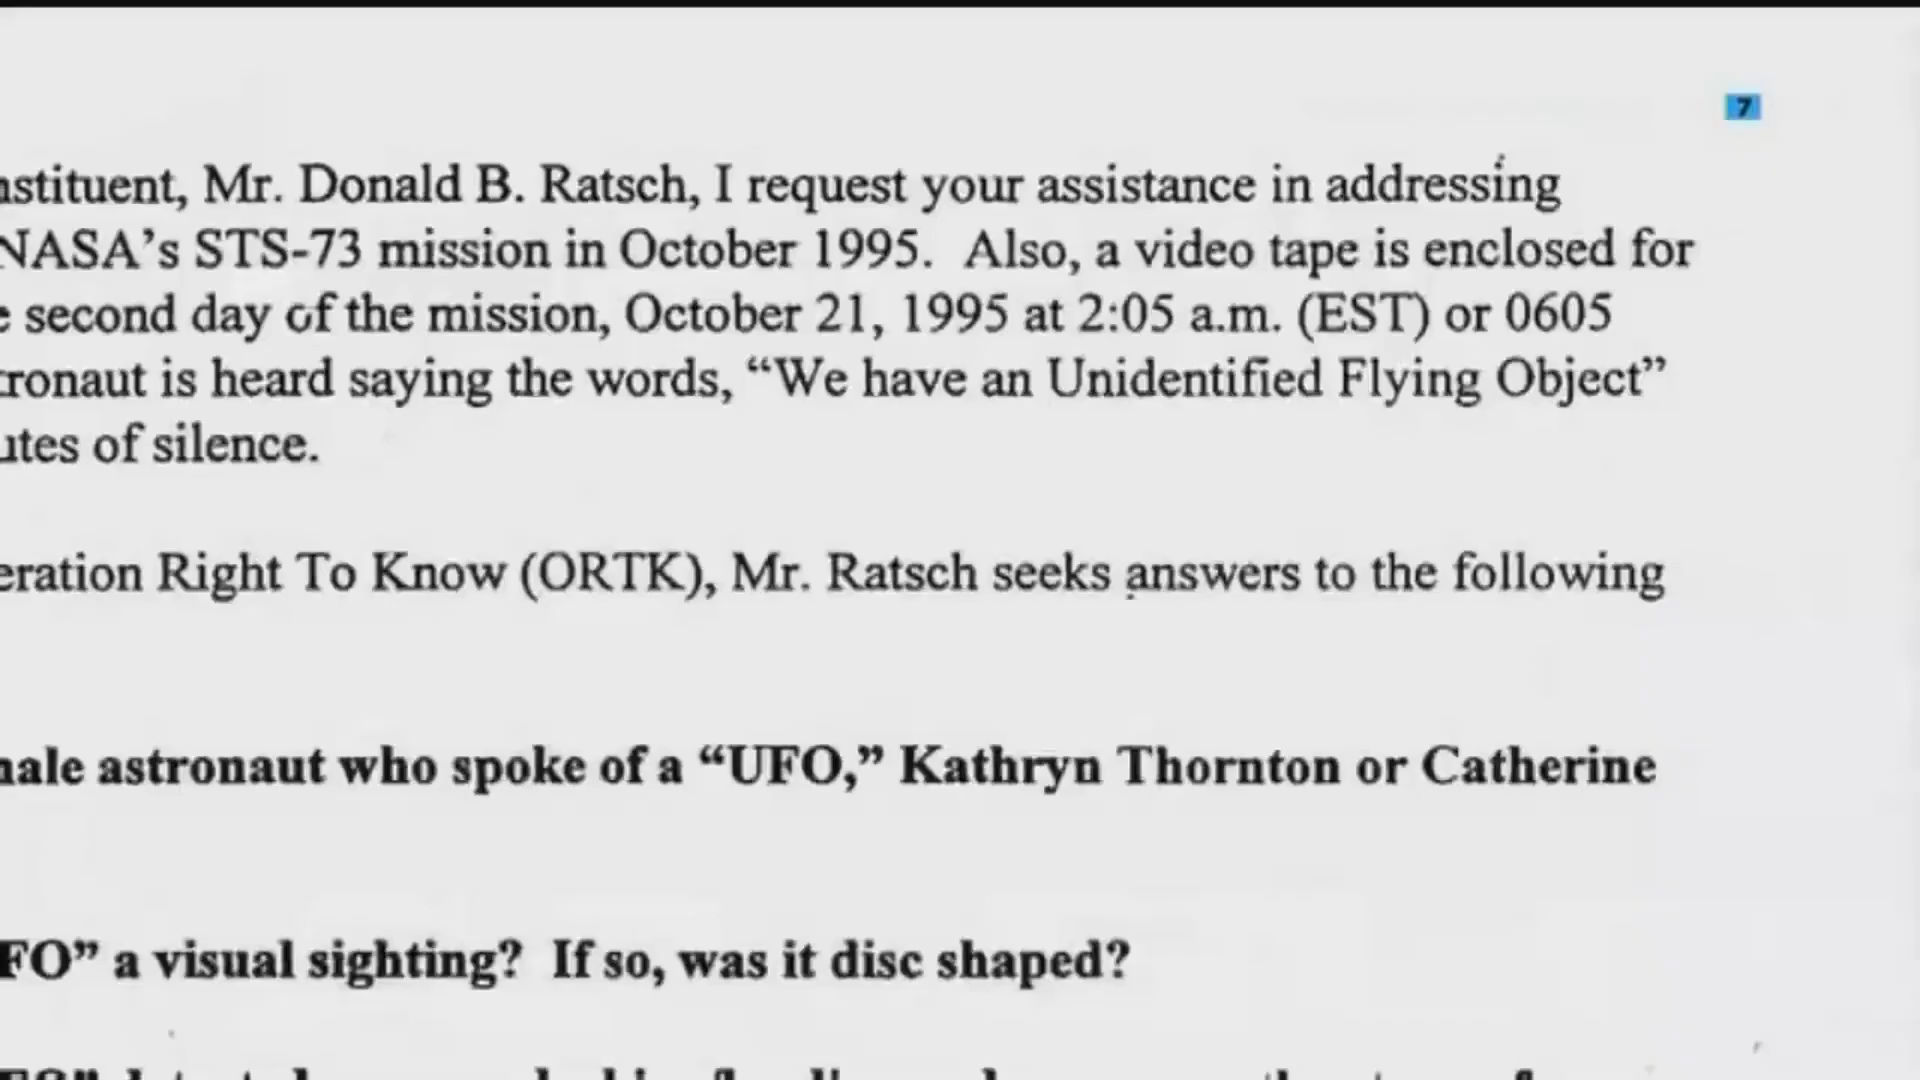 7
nstituent, Mr. Donald B. Ratsch, I request your assistance in addressing
NASA’s STS-73 mission in October 1995.  Also, a video tape is enclosed for
e second day of the mission, October 21, 1995 at 2:05 a.m. (EST) or 0605
tronaut is heard saying the words, “We have an Unidentified Flying Object”
utes of silence.
eration Right To Know (ORTK), Mr. Ratsch seeks answers to the following
nale astronaut who spoke of a “UFO,” Kathryn Thornton or Catherine
FO” a visual sighting?  If so, was it disc shaped?